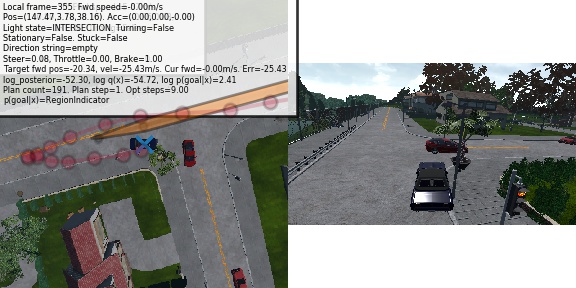 Local frame=355. Fwd speed=-0.00m/s
Pos=(147.47,3.78,38.16). Acc=(0.00,0.00,-0.00)
Light state=INTERSECTION. Turning=False
Stationary=False. Stuck=False
Direction string=empty
Steer=0.08, Throttle=0.00, Brake=1.00
Target fwd pos=-20.34, vel=-25.43m/s. Cur fwd=-0.00m/s. Err=-25.43
log_posterior=-52.30, log q(x)=-54.72, log p(goal|x)=2.41
Plan count=191. Plan step=1. Opt steps=9.00
p(goal|x)=RegionIndicator